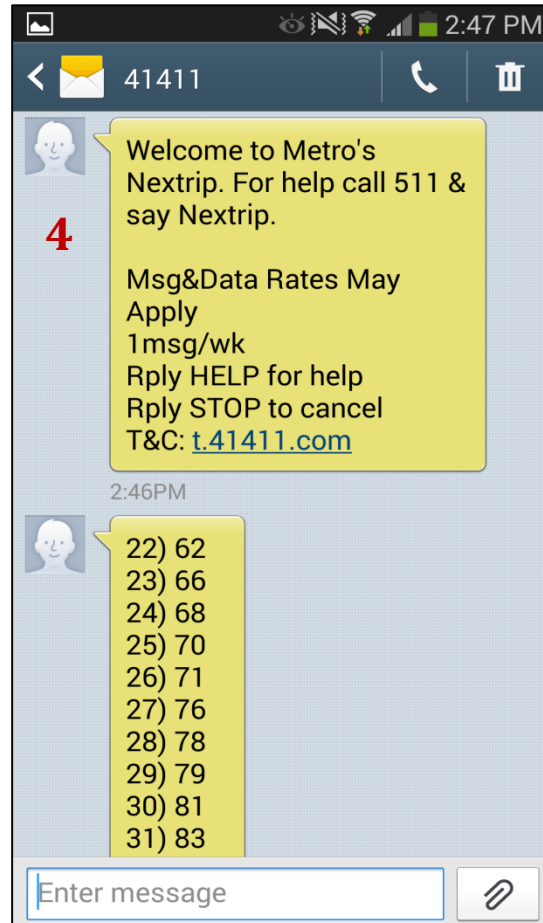 2:47 PM
41411
Welcome to Metro's
Nextrip. For help call 511 &
say Nextrip.
4
Msg&Data Rates May
Apply
1msg/wk
Rply HELP for help
Rply STOP to cancel
T&C: t.41411.com
2:46PM
22) 62
23) 66
24) 68
25) 70
26) 71
27) 76
28) 78
29) 79
30) 81
31) 83
Enter message